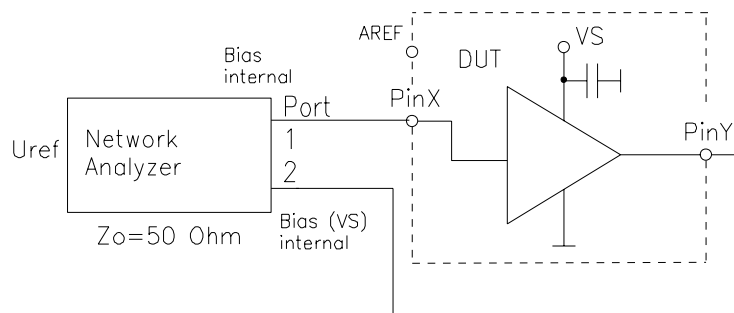 AREF
VS
DUT
Bias
internal
Port
PinX
1
PinY
Uref
Network
Analyzer
2
Zo=50 Ohm
Bias (VS)
internal